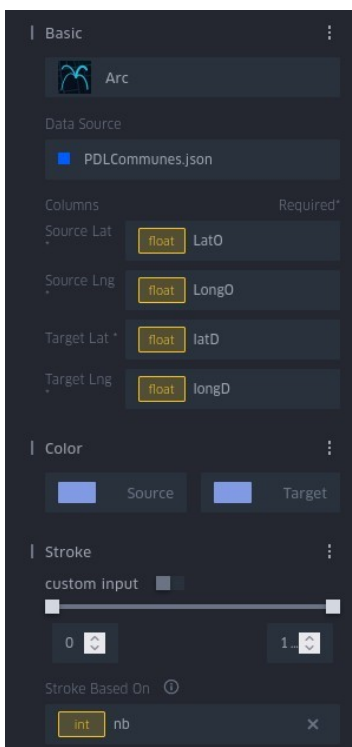 Basic
Arc
Data Source
PDLCommunes.json
Columns Required*
Source Lat
*
float LatO
Source Lng
*
float LongO
Target Lat *
float latD
Target Lng
*
float longD
Color
Source Target
Stroke
custom input
0 1...
Stroke Based On
int nb